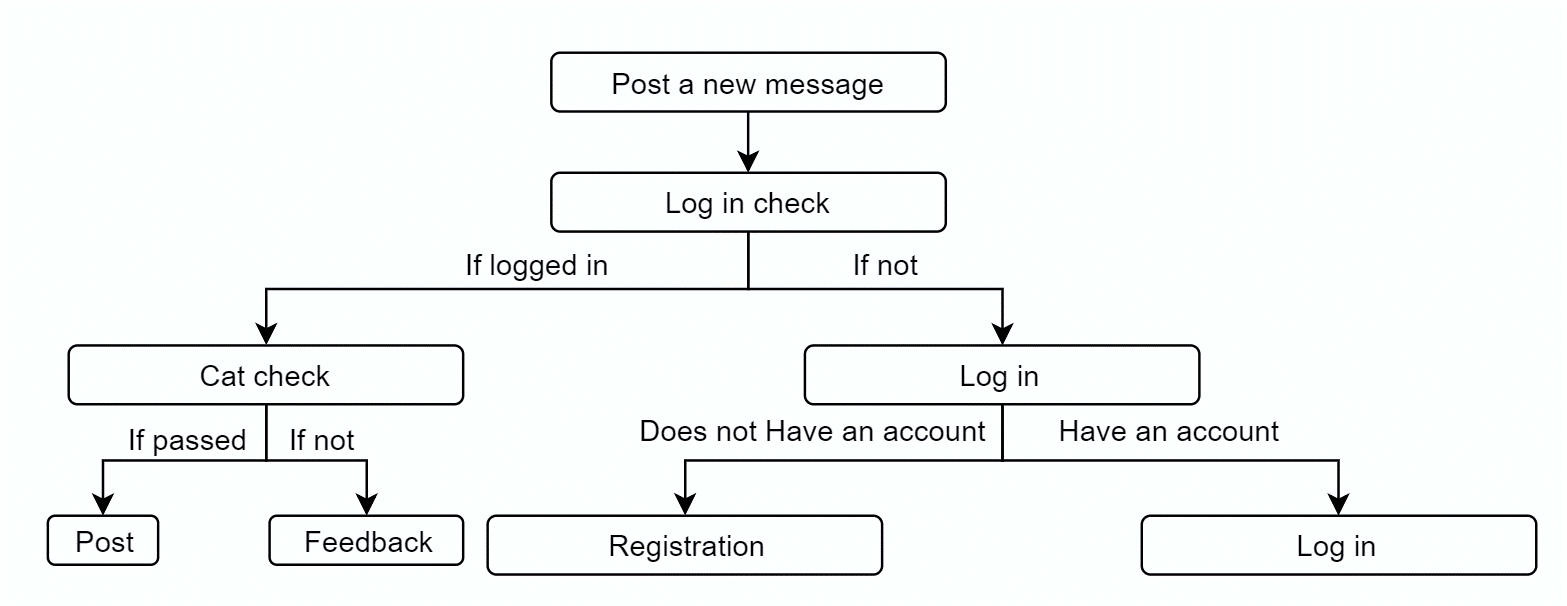 Post a new message
Log in check
If logged in
If not
Cat check
Log in
If passed
If not
Does not Have an account
Have an account
Post
Feedback
Registration
Log in